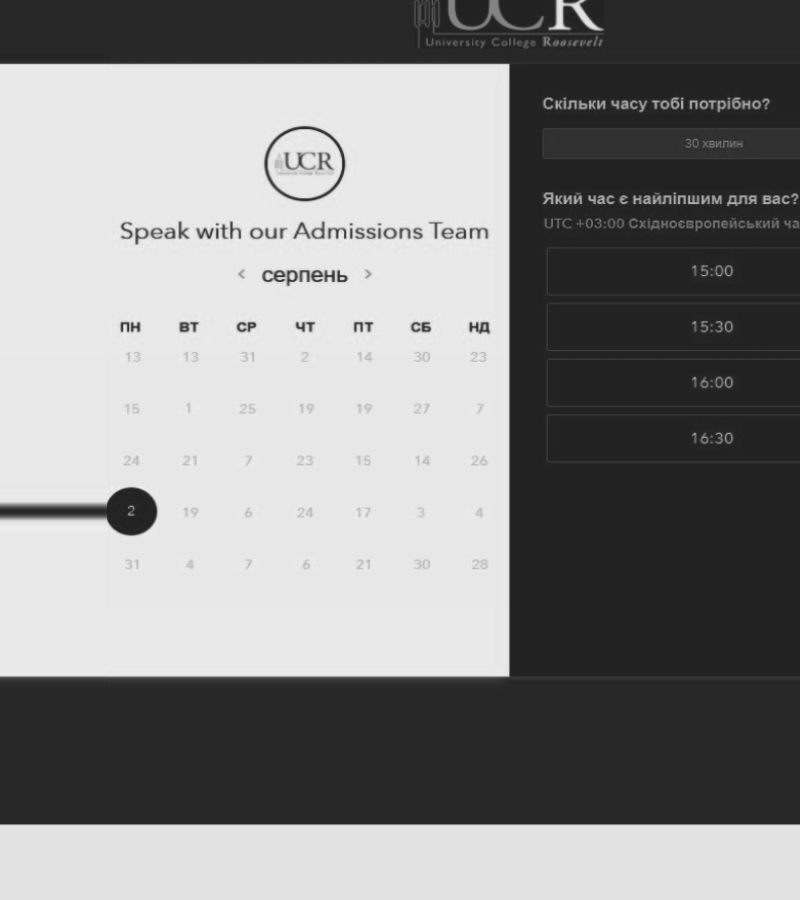 UCR
University College Roosevelt
UCR
Speak with our Admissions Team
< серпень >
ПН ВТ СР ЧТ ПТ СБ НД
13 13 31 2 14 30 23
15 1 25 19 19 27 7
24 21 7 23 15 14 26
2 19 6 24 17 3 4
31 4 7 6 21 30 28
Скільки часу тобі потрібно?
30 хвилин
Який час є найліпшим для вас?
UTC +03:00 Східноєвропейський ча
15:00
15:30
16:00
16:30